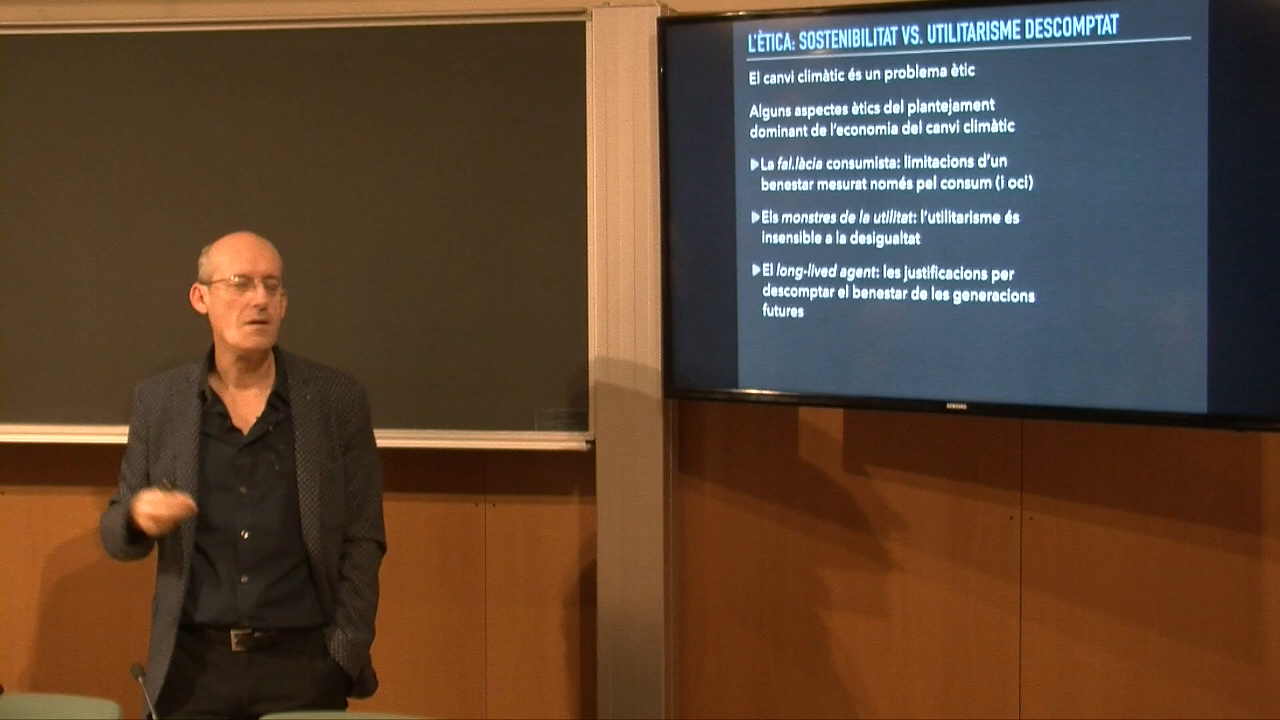 L'ÈTICA: SOSTENIBILITAT VS. UTILITARISME DESCOMPTAT
El canvi climàtic és un problema ètic
Alguns aspectes ètics del plantejament
dominant de l'economia del canvi climàtic
La fal.làcia consumista: limitacions d'un
benestar mesurat només pel consum (i oci)
Els monstres de la utilitat: l'utilitarisme és
insensible a la desigualtat
El long-lived agent: les justificacions per
descomptar el benestar de les generacions
futures
SAMSUNG